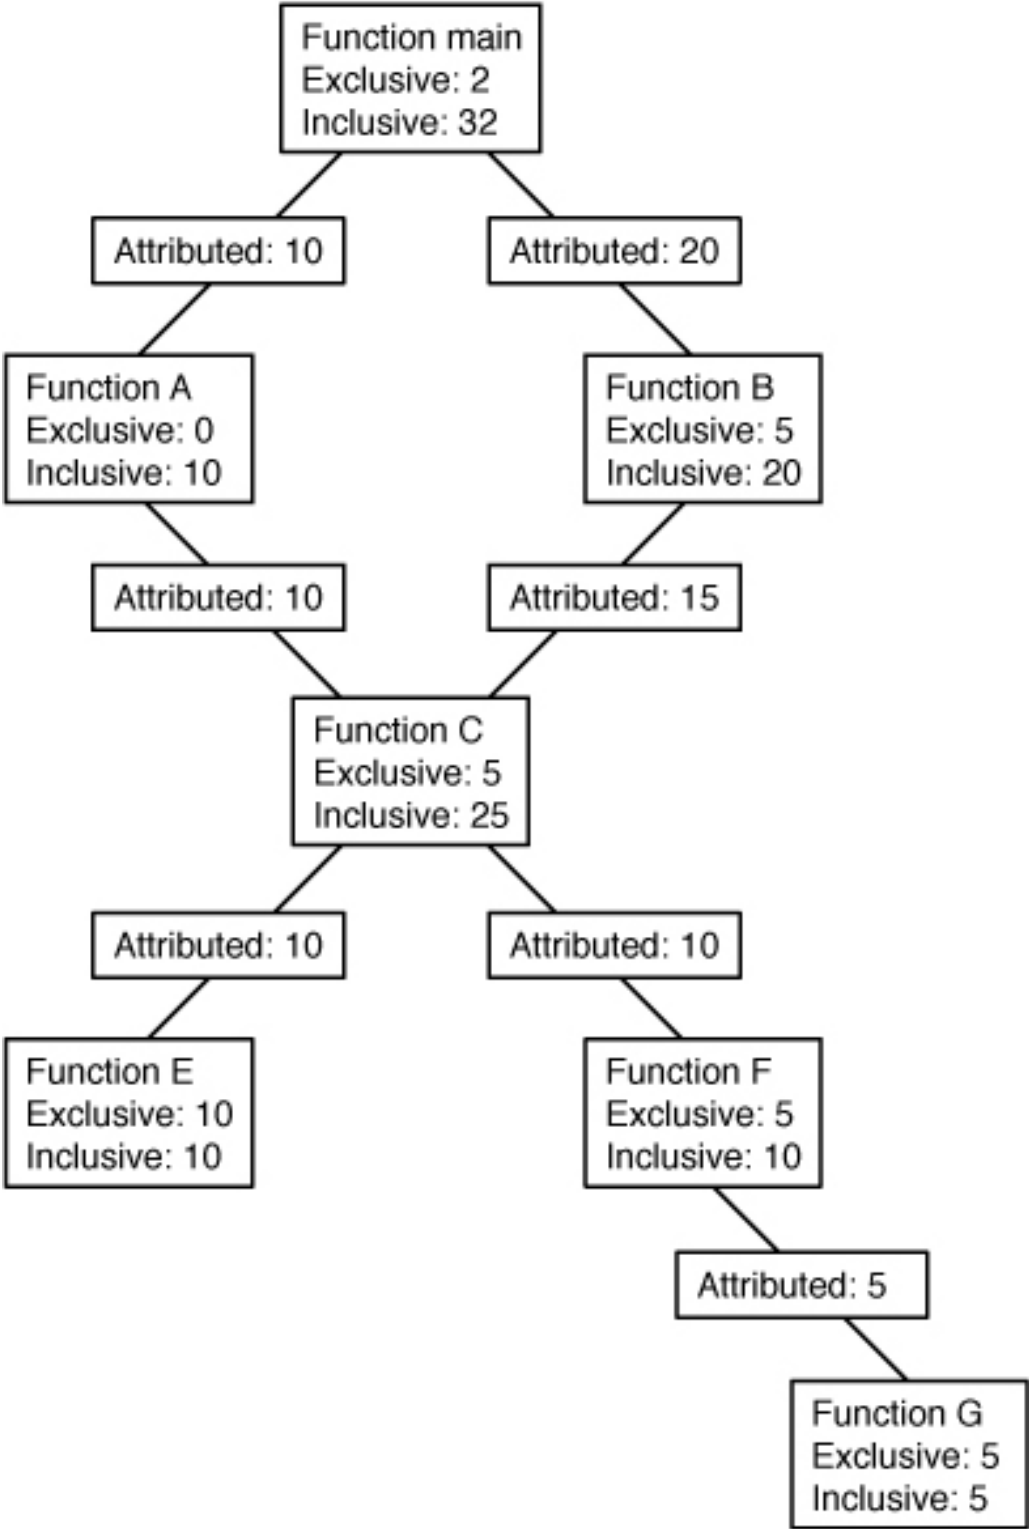 Function main
Exclusive: 2
Inclusive: 32
Attributed: 10
Attributed: 20
Function A
Exclusive: 0
Inclusive: 10
Function B
Exclusive: 5
Inclusive: 20
Attributed: 10
Attributed: 15
Function C
Exclusive: 5
Inclusive: 25
Attributed: 10
Attributed: 10
Function E
Exclusive: 10
Inclusive: 10
Function F
Exclusive: 5
Inclusive: 10
Attributed: 5
Function G
Exclusive: 5
Inclusive: 5